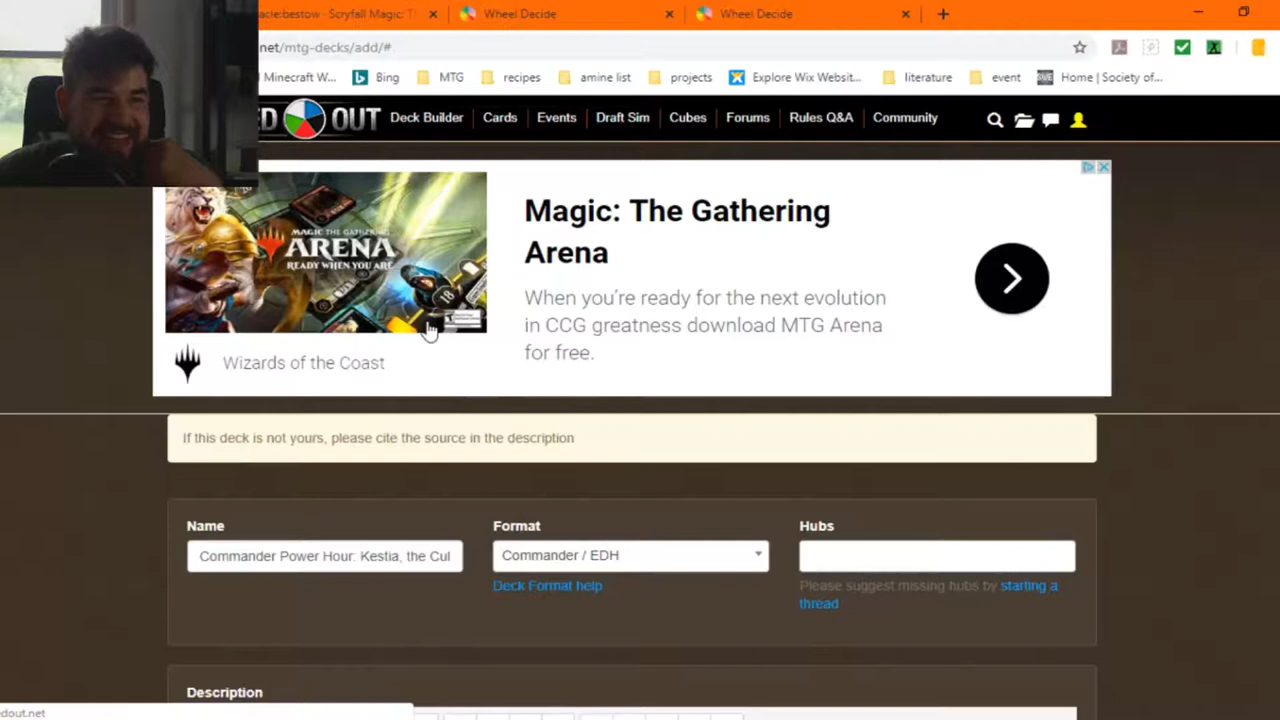 acle:bestow - Scryfall Magic: T
Wheel Decide
Wheel Decide
.net/mtg-decks/add/#
Minecraft W...
Bing
MTG
recipes
amine list
projects
Explore Wix Websit...
literature
event
Home | Society of...
ED OUT
Deck Builder
Cards
Events
Draft Sim
Cubes
Forums
Rules Q&A
Community
MAGIC THE GATHERING
ARENA
READY WHEN YOU ARE
Magic: The Gathering
Arena
When you're ready for the next evolution
in CCG greatness download MTG Arena
for free.
Wizards of the Coast
If this deck is not yours, please cite the source in the description
Name
Format
Hubs
Commander Power Hour: Kestia, the Cul
Commander / EDH
Deck Format help
Please suggest missing hubs by starting a
thread
Description
edout.net